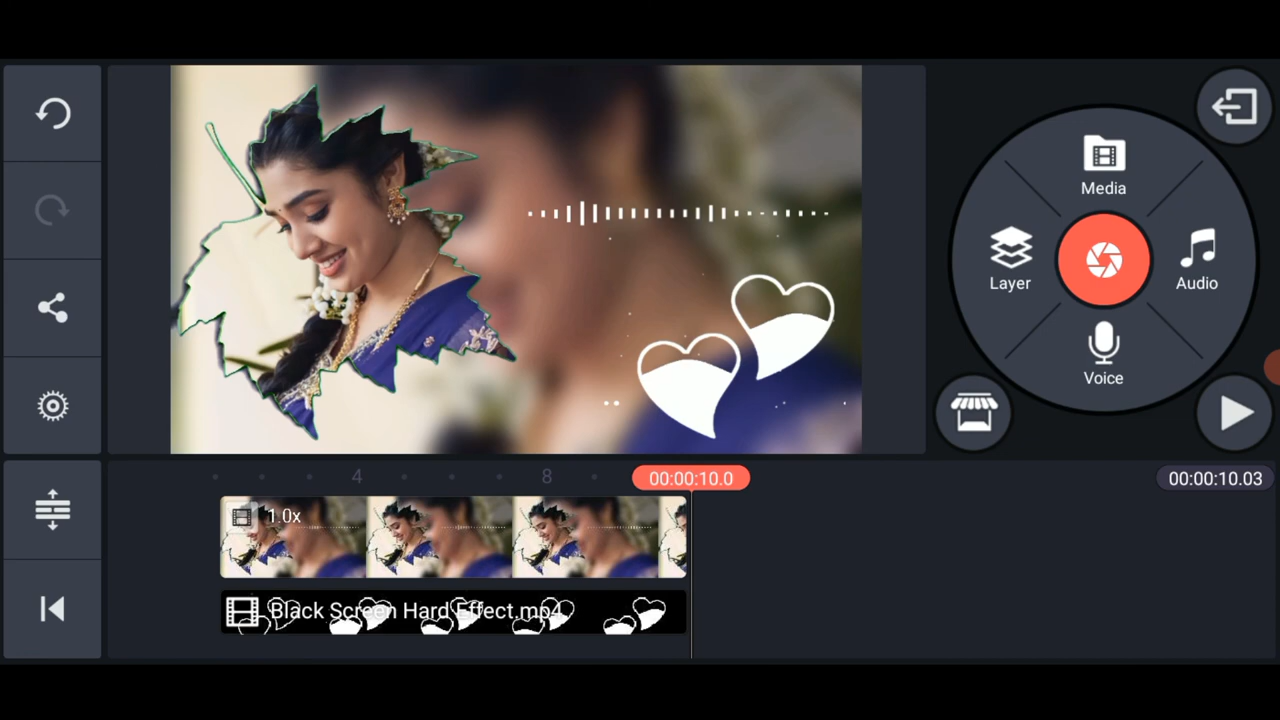 Media
Layer
Audio
Voice
4
8
00:00:10.0
00:00:10.03
1.0x
Black Screen Hard Effect.mp4